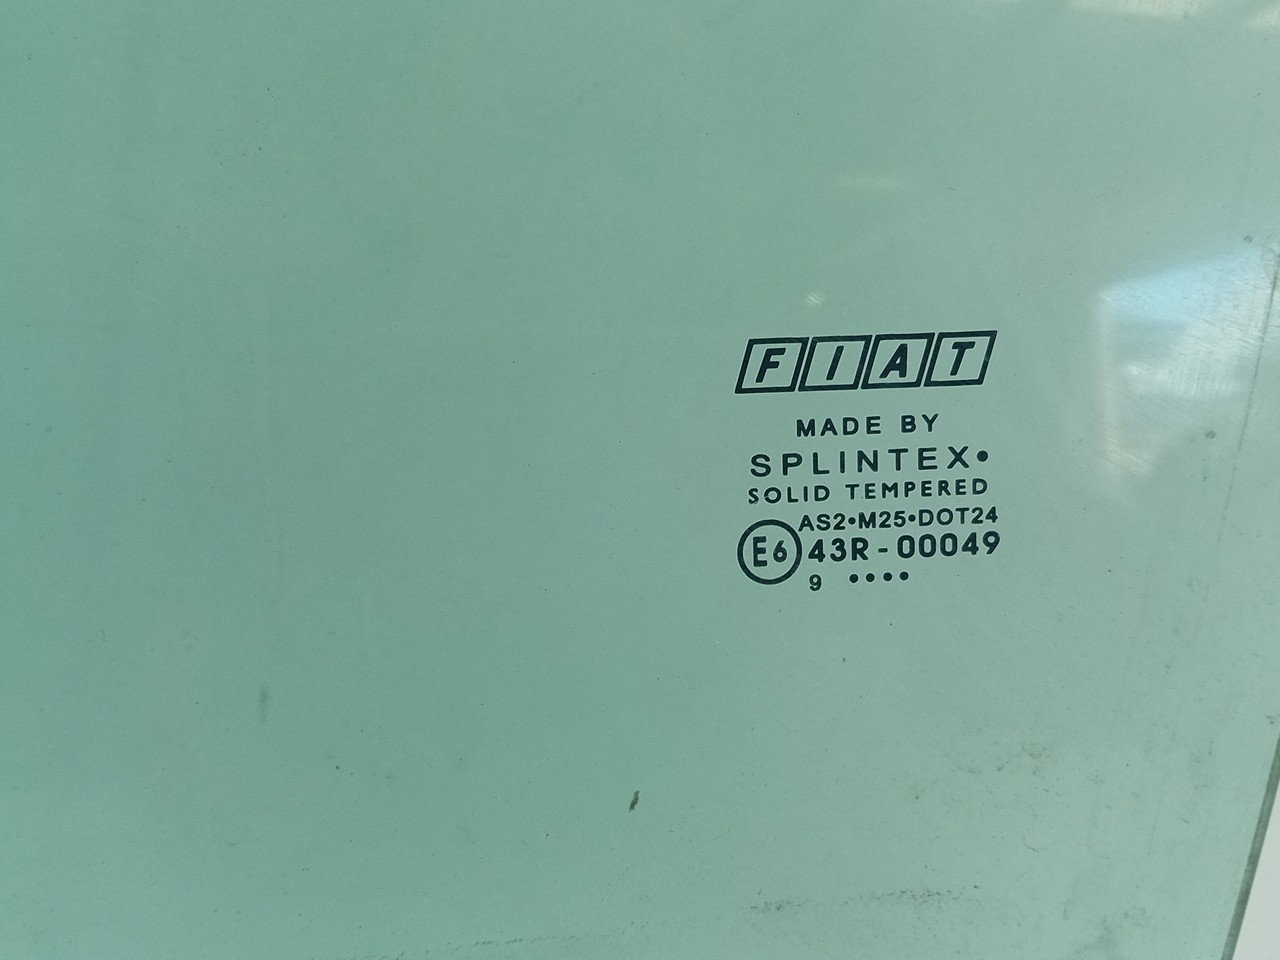 FIAT
MADE BY
SPLINTEX•
SOLID TEMPERED
AS2•M25•DOT24
E6 43R-00049
9 ••••